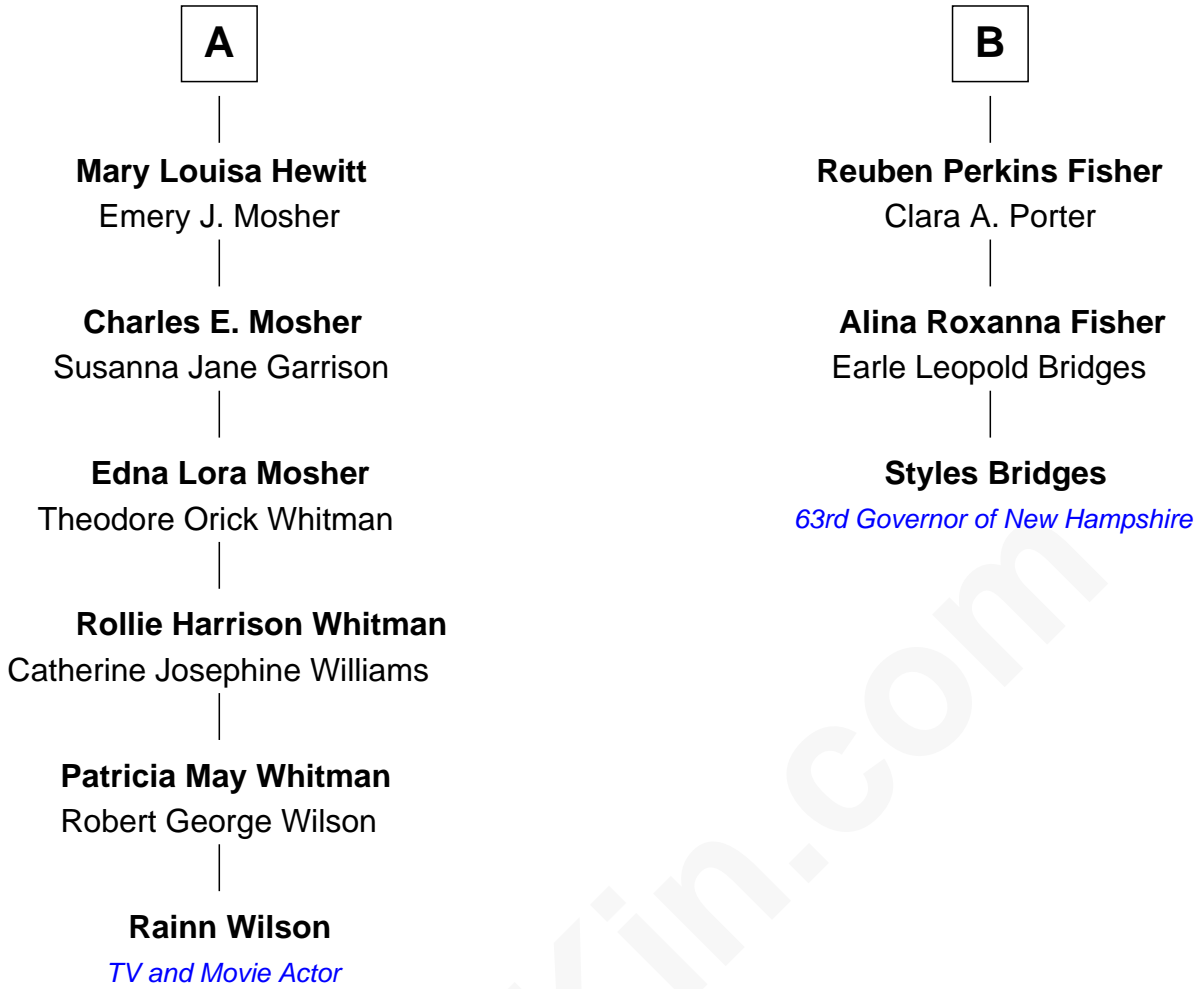 A
Mary Louisa Hewitt
Emery J. Mosher
Charles E. Mosher
Susanna Jane Garrison
Edna Lora Mosher
Theodore Orick Whitman
Rollie Harrison Whitman
Catherine Josephine Williams
Patricia May Whitman
Robert George Wilson
Rainn Wilson
TV and Movie Actor
B
Reuben Perkins Fisher
Clara A. Porter
Alina Roxanna Fisher
Earle Leopold Bridges
Styles Bridges
63rd Governor of New Hampshire
Kin.com